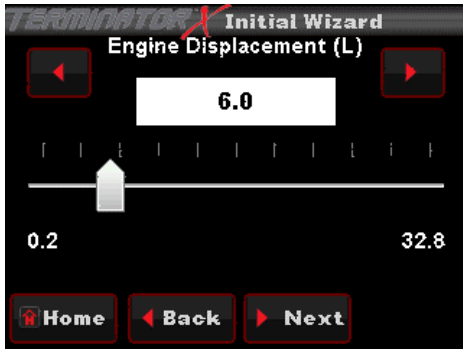 TERMINATOR X Initial Wizard
Engine Displacement (L)
6.0
0.2 32.8
Home Back Next